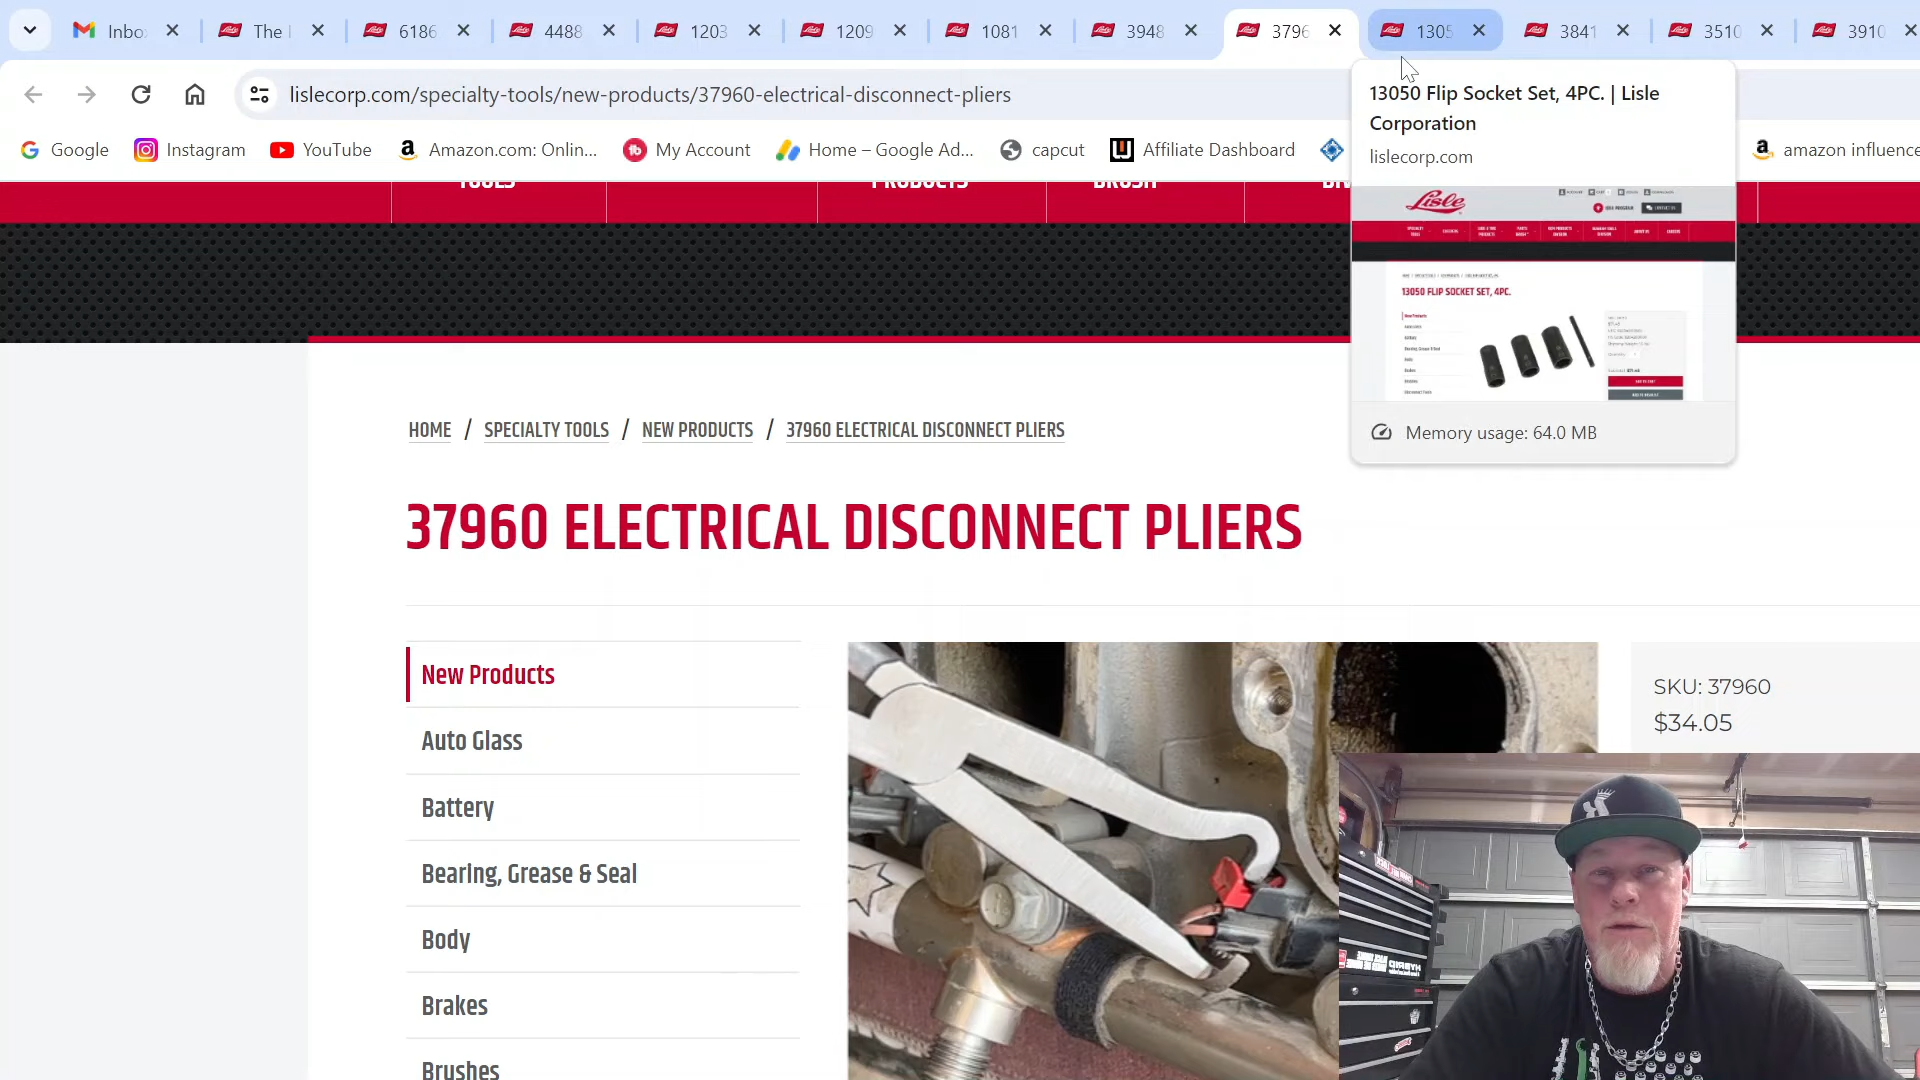 Inbo
The
6186
4488
1203
1209
1081
3948
3796
1305
3841
3510
3910
lislecorp.com/specialty-tools/new-products/37960-electrical-disconnect-pliers
Google
Instagram
YouTube
Amazon.com: Onlin...
My Account
Home – Google Ad...
capcut
Affiliate Dashboard
amazon influence
13050 Flip Socket Set, 4PC. | Lisle
Corporation
lislecorp.com
Lisle
13050 FLIP SOCKET SET, 4PC.
Memory usage: 64.0 MB
TOOLS
PRODUCTS
BRUSH
HOME / SPECIALTY TOOLS / NEW PRODUCTS / 37960 ELECTRICAL DISCONNECT PLIERS
37960 ELECTRICAL DISCONNECT PLIERS
New Products
Auto Glass
Battery
Bearing, Grease & Seal
Body
Brakes
Brushes
SKU: 37960
$34.05